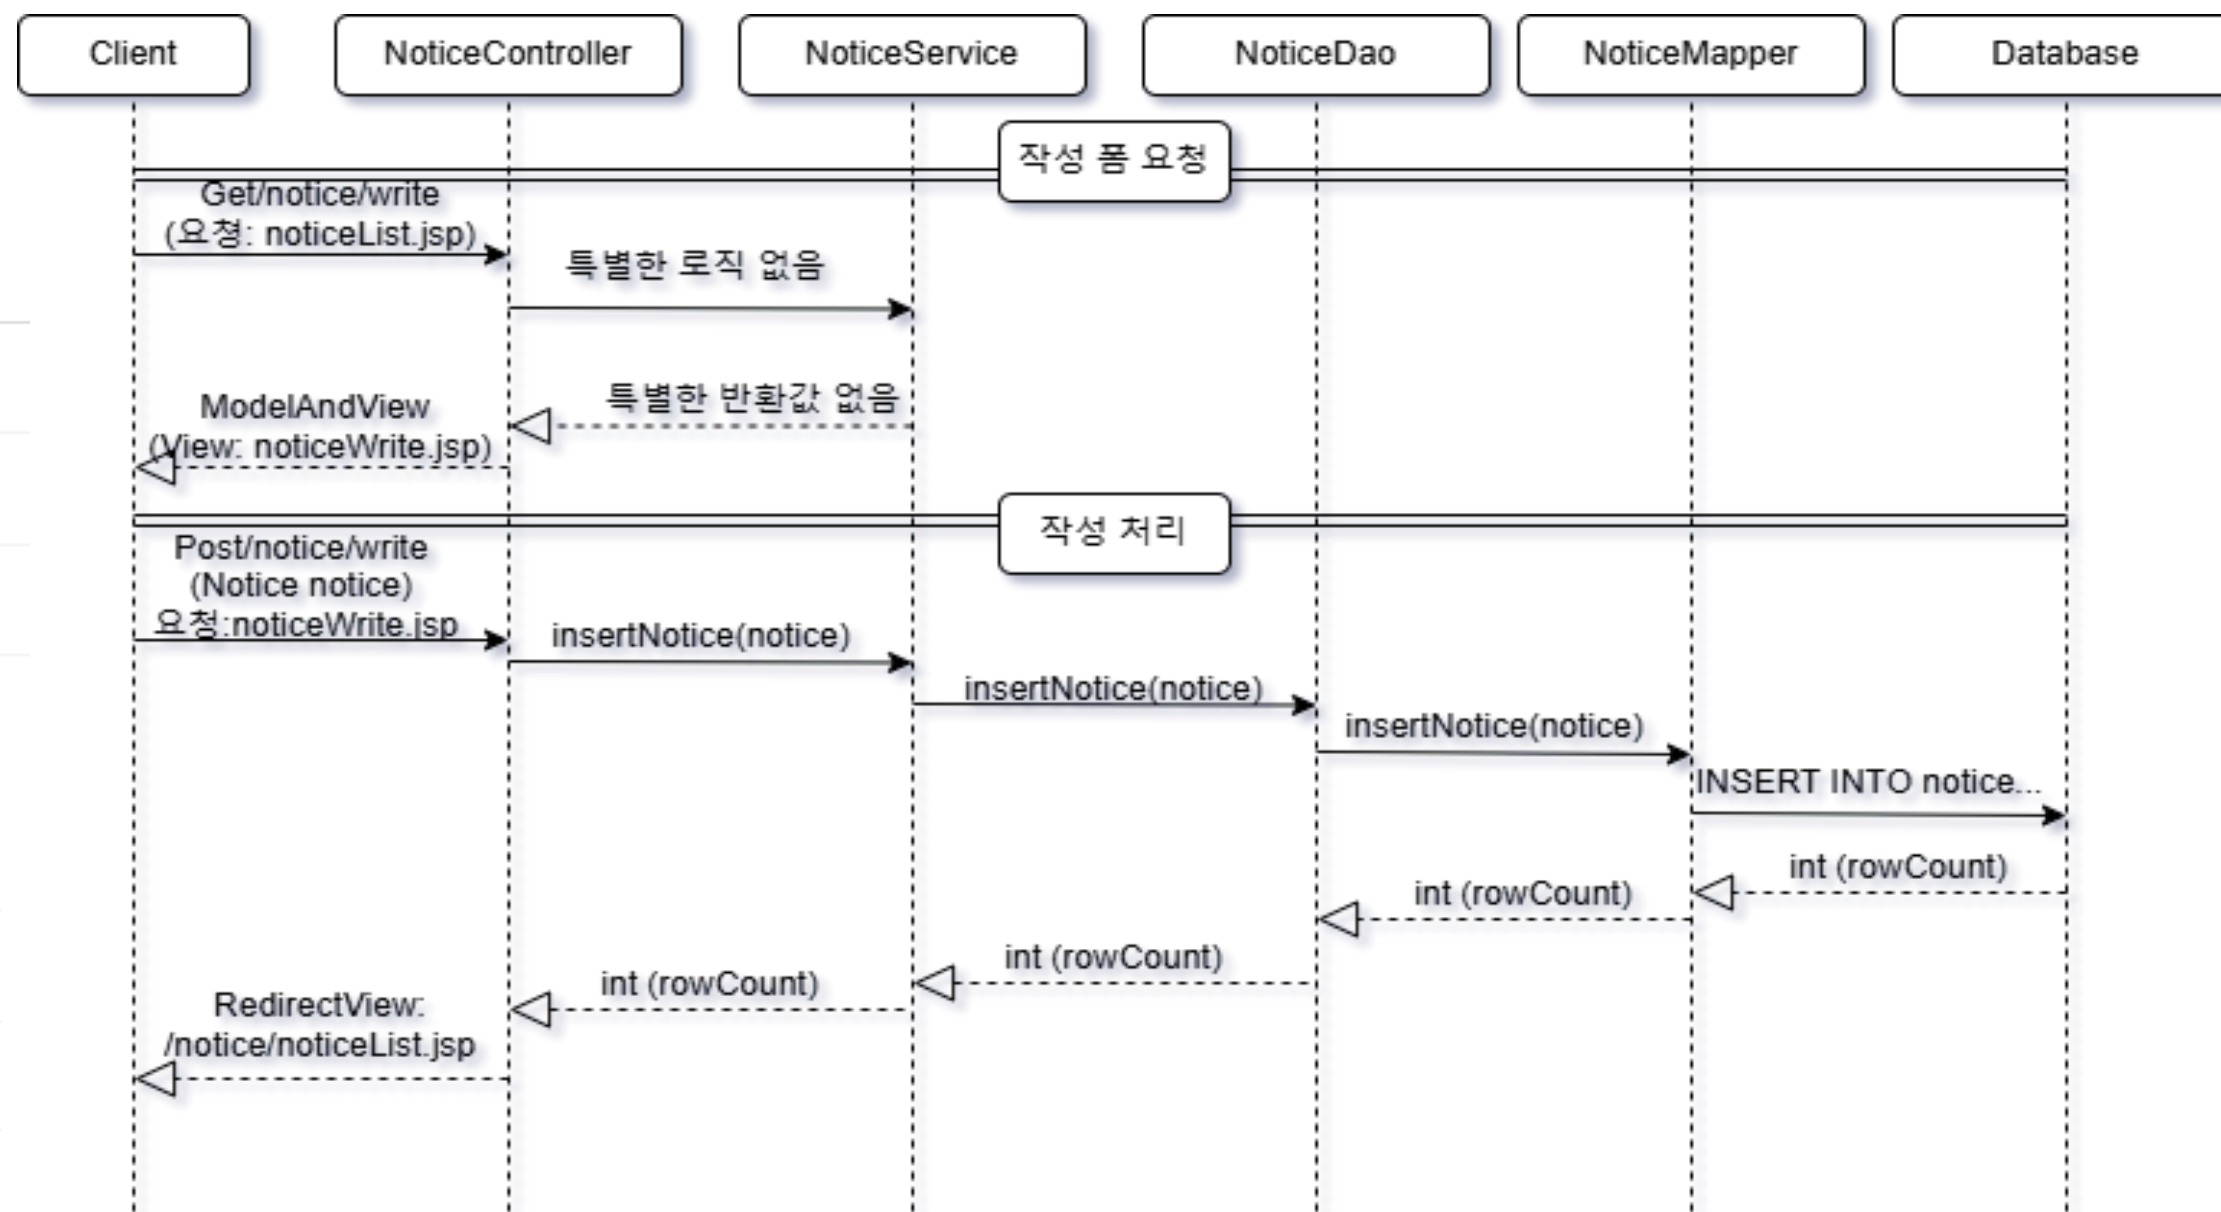 Client
NoticeController
NoticeService
NoticeDao
NoticeMapper
Database
작성 폼 요청
Get/notice/write
(요쳥: noticeList.jsp)
특별한 로직 없음
특별한 반환값 없음
ModelAndView
(View: noticeWrite.jsp)
작성 처리
Post/notice/write
(Notice notice)
요청:noticeWrite.jsp
insertNotice(notice)
insertNotice(notice)
insertNotice(notice)
INSERT INTO notice...
int (rowCount)
int (rowCount)
int (rowCount)
int (rowCount)
RedirectView:
/notice/noticeList.jsp